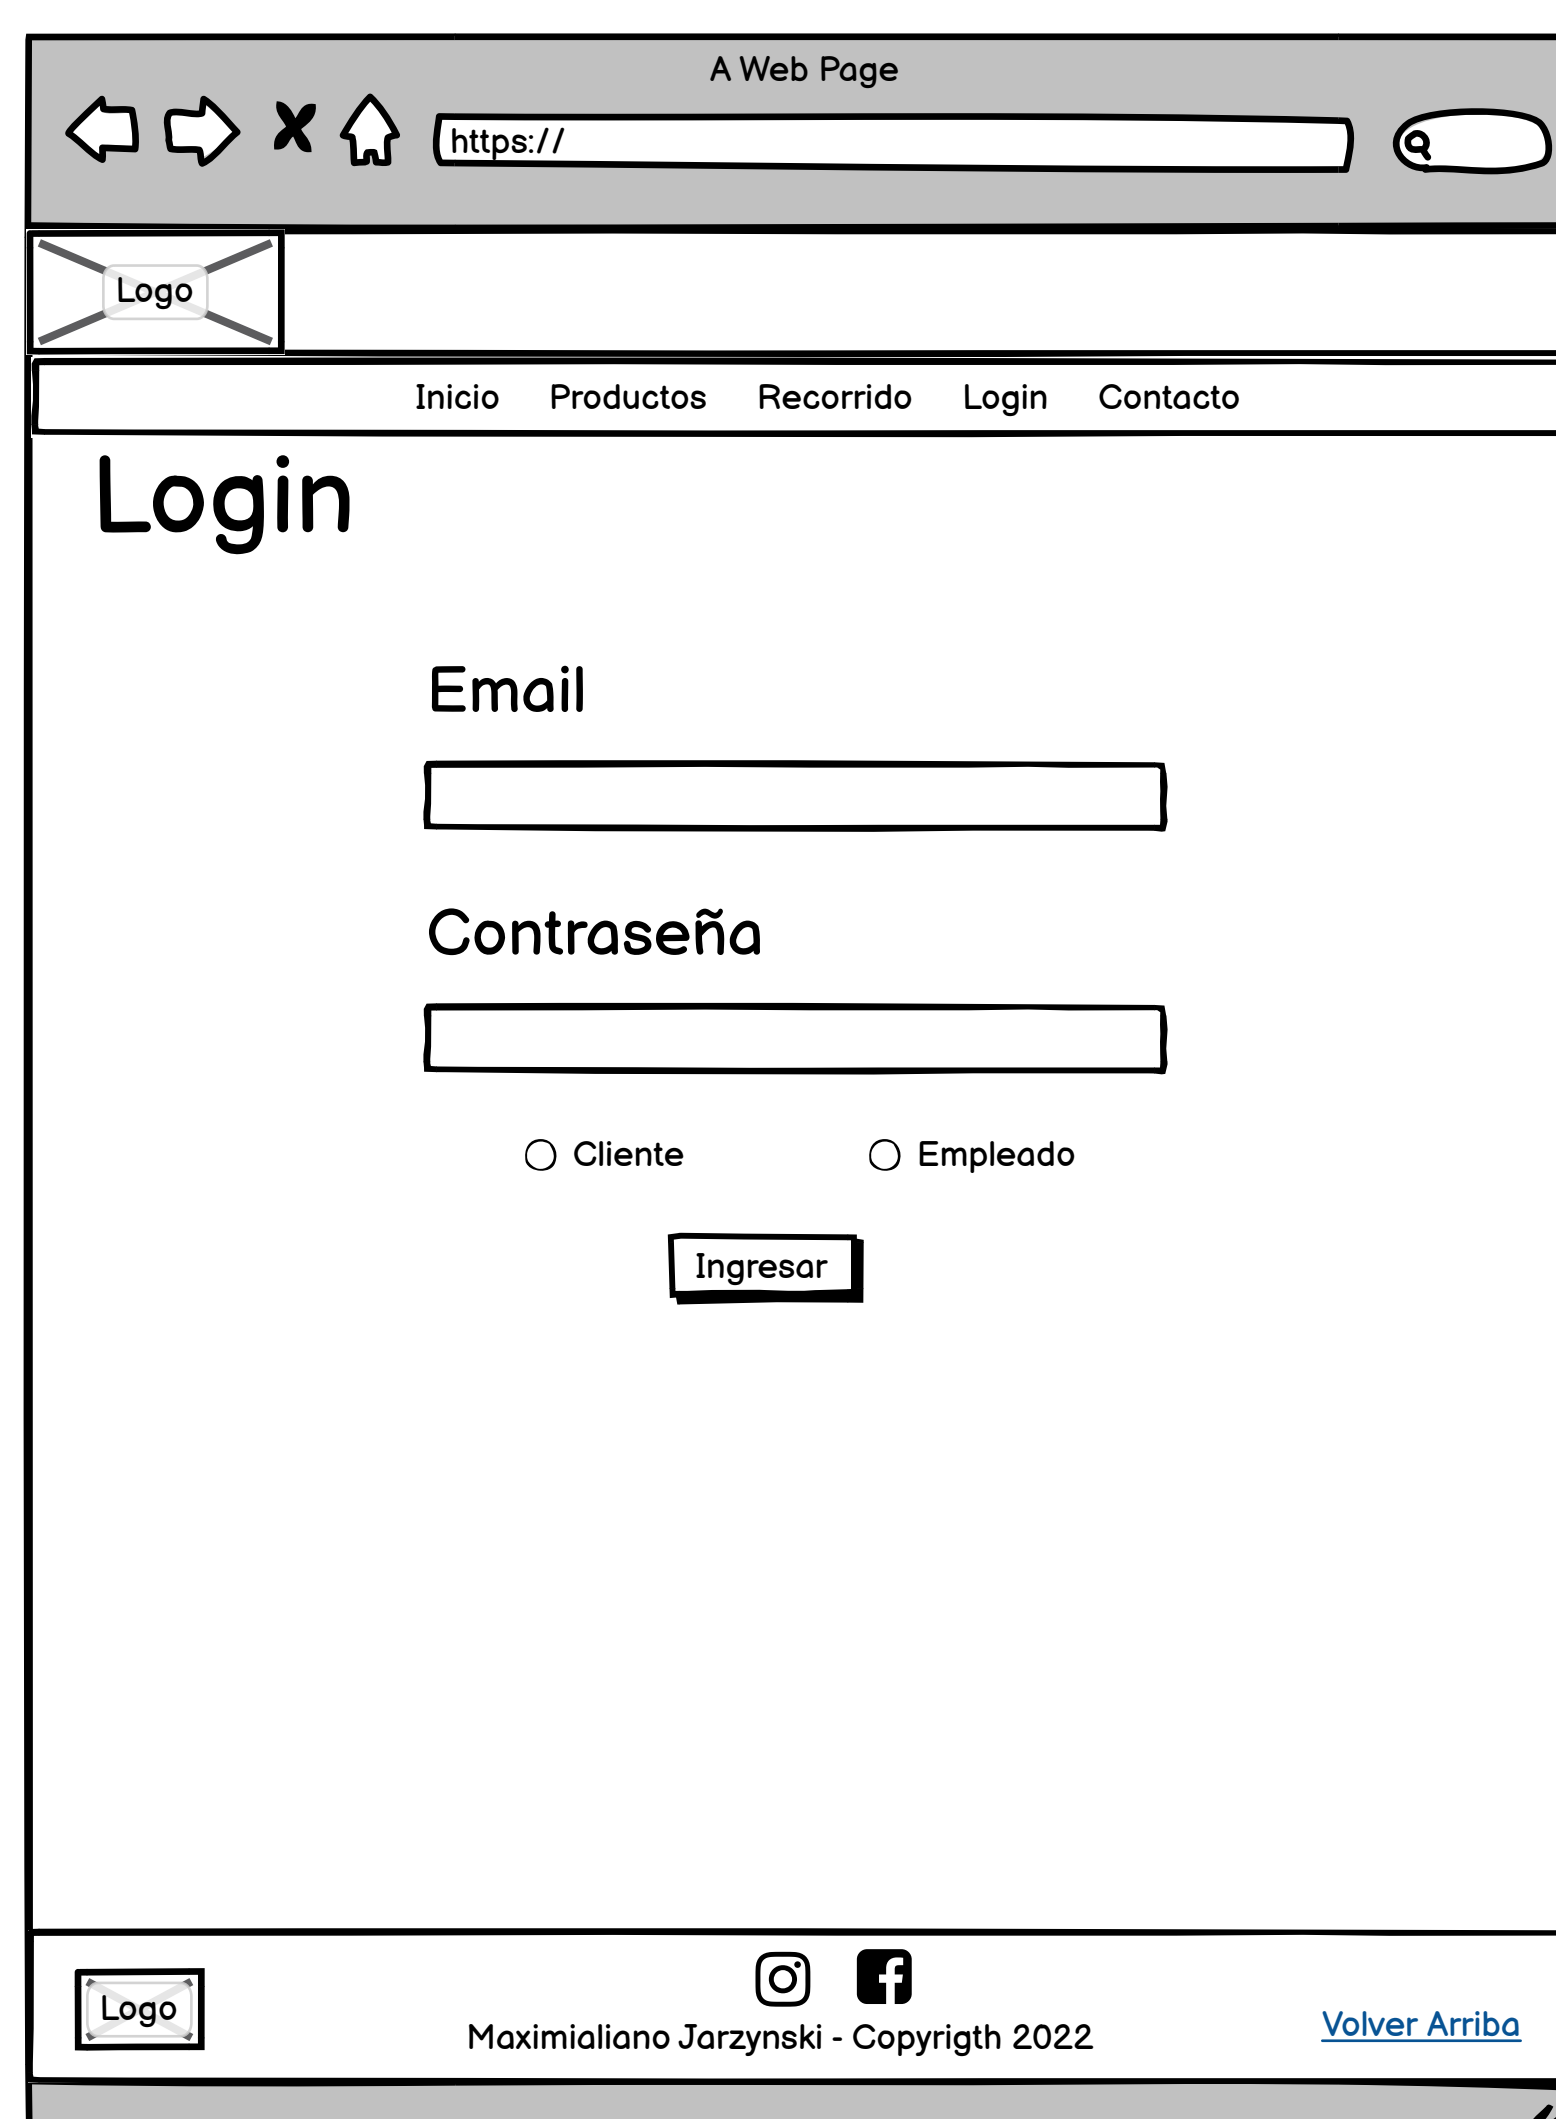 A Web Page
https://
Logo
Inicio Productos Recorrido Login Contacto
Login
Email
Contraseña
Cliente Empleado
Ingresar
Logo
Maximialiano Jarzynski - Copyrigth 2022
Volver Arriba